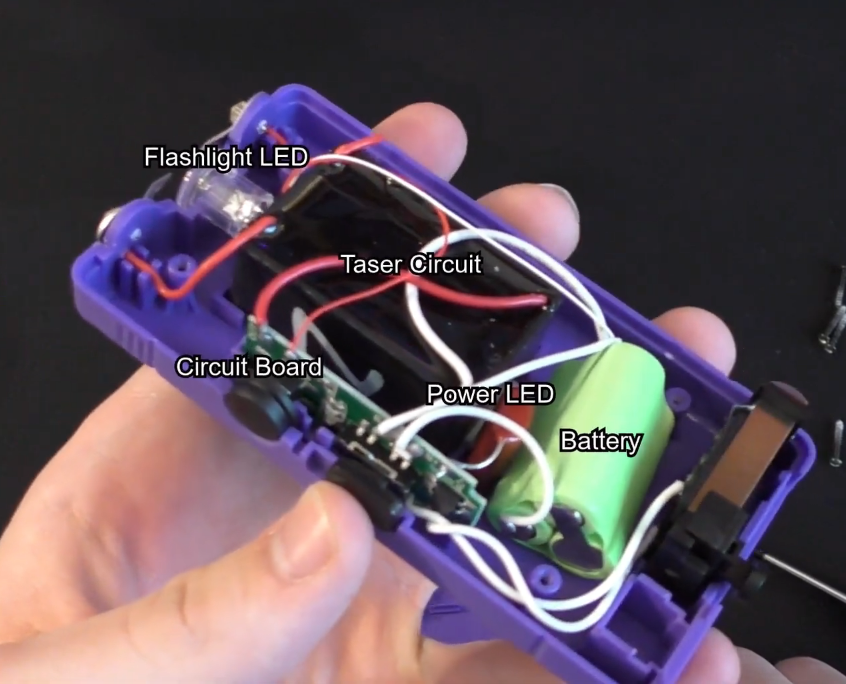 Flashlight LED
Taser Circuit
Circuit Board
Power LED
Battery